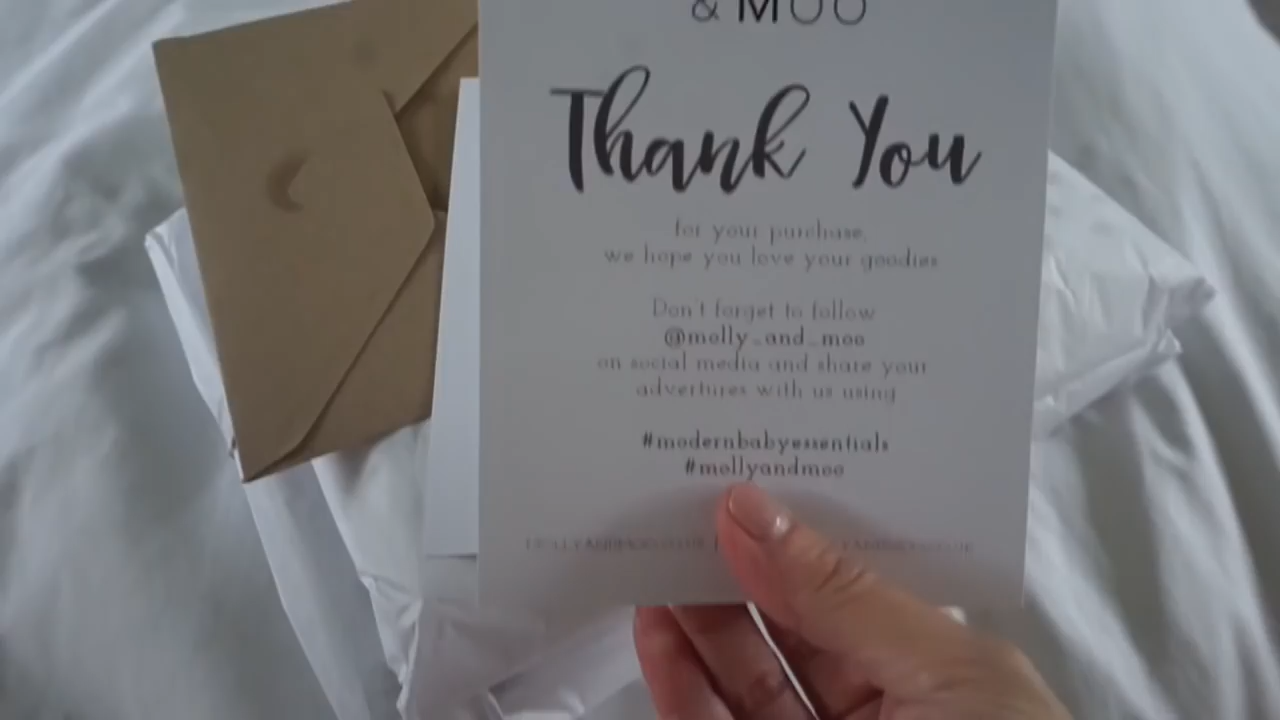 & MOO
Thank You
for your purchase,
we hope you love your goodies
Don't forget to follow
@molly_and_moo
on social media and share your
advertures with us using
#modernbabyessentials
#mollyandmoo